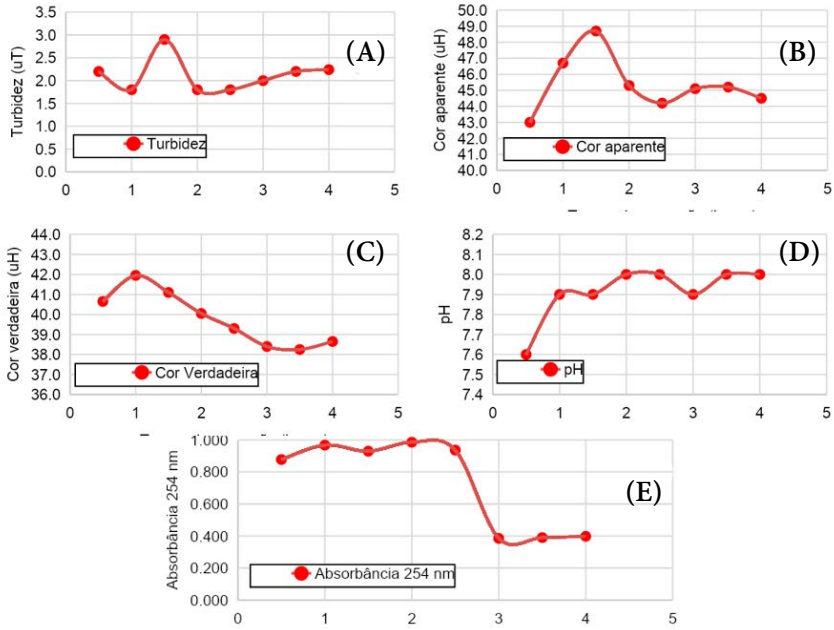 (A)
Turbidez (uT)
3.5
3.0
2.5
2.0
1.5
1.0
0.5
0.0
Turbidez
0 1 2 3 4 5
(B)
Cor aparente (uH)
50.0
49.0
48.0
47.0
46.0
45.0
44.0
43.0
42.0
41.0
40.0
Cor aparente
0 1 2 3 4 5
(C)
Cor verdadeira (uH)
44.0
43.0
42.0
41.0
40.0
39.0
38.0
37.0
36.0
Cor Verdadeira
0 1 2 3 4 5
(D)
pH
8.2
8.1
8.0
7.9
7.8
7.7
7.6
7.5
7.4
pH
0 1 2 3 4 5
(E)
Absorbância 254 nm
1.000
0.800
0.600
0.400
0.200
0.000
Absorbância 254 nm
0 1 2 3 4 5